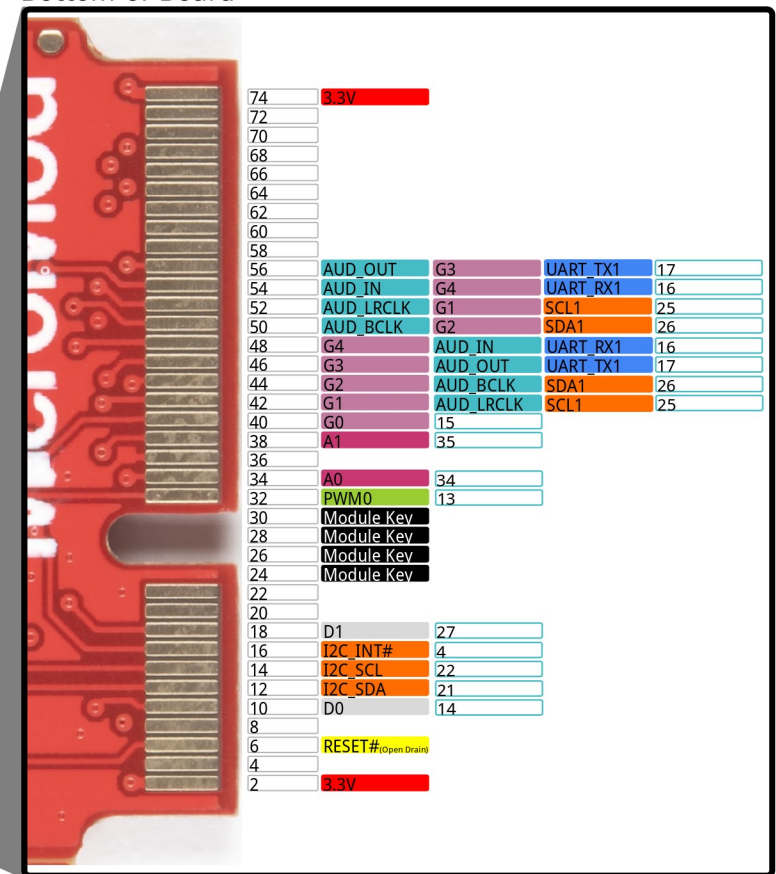 74 3.3V
72
70
68
66
64
62
60
58
56 AUD_OUT G3 UART_TX1 17
54 AUD_IN G4 UART_RX1 16
52 AUD_LRCLK G1 SCL1 25
50 AUD_BCLK G2 SDA1 26
48 G4 AUD_IN UART_RX1 16
46 G3 AUD_OUT UART_TX1 17
44 G2 AUD_BCLK SDA1 26
42 G1 AUD_LRCLK SCL1 25
40 G0 15
38 A1 35
36
34 A0 34
32 PWM0 13
30 Module Key
28 Module Key
26 Module Key
24 Module Key
22
20
18 D1 27
16 I2C_INT# 4
14 I2C_SCL 22
12 I2C_SDA 21
10 D0 14
8
6 RESET#(Open Drain)
4
2 3.3V